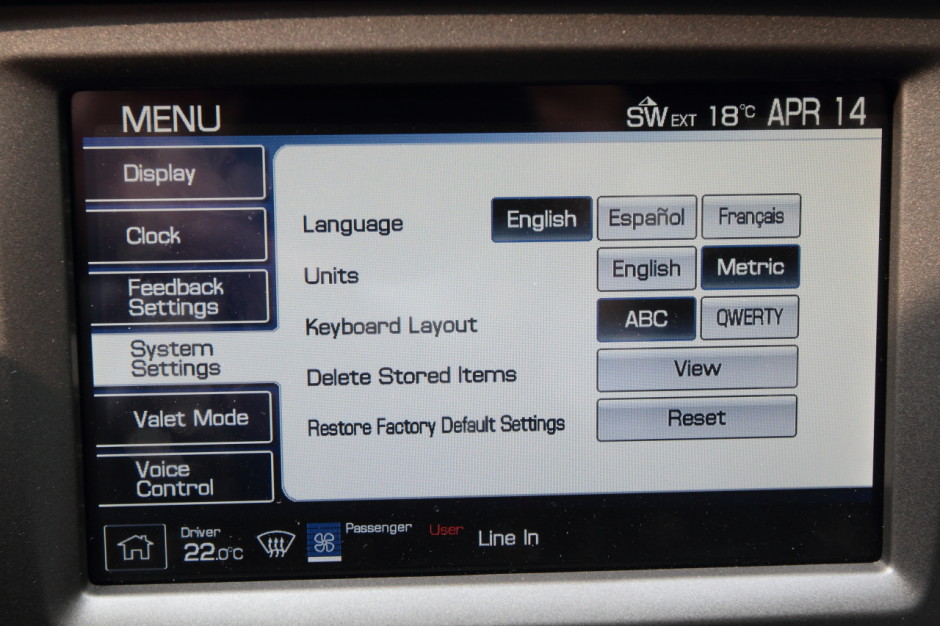 MENU
SW EXT 18°C APR 14
Display
Clock
Feedback
Settings
System
Settings
Valet Mode
Voice
Control
Language English Español Français
Units English Metric
Keyboard Layout ABC QWERTY
Delete Stored Items View
Restore Factory Default Settings Reset
Driver
22.0°C
Passenger
User
Line In